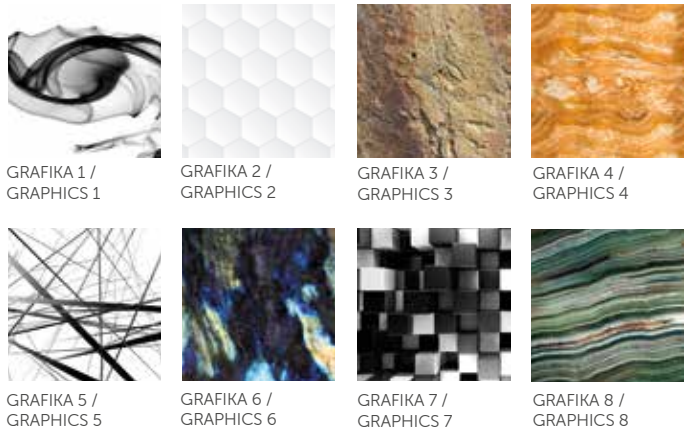 GRAFIKA 1 /
GRAPHICS 1
GRAFIKA 2 /
GRAPHICS 2
GRAFIKA 3 /
GRAPHICS 3
GRAFIKA 4 /
GRAPHICS 4
GRAFIKA 5 /
GRAPHICS 5
GRAFIKA 6 /
GRAPHICS 6
GRAFIKA 7 /
GRAPHICS 7
GRAFIKA 8 /
GRAPHICS 8